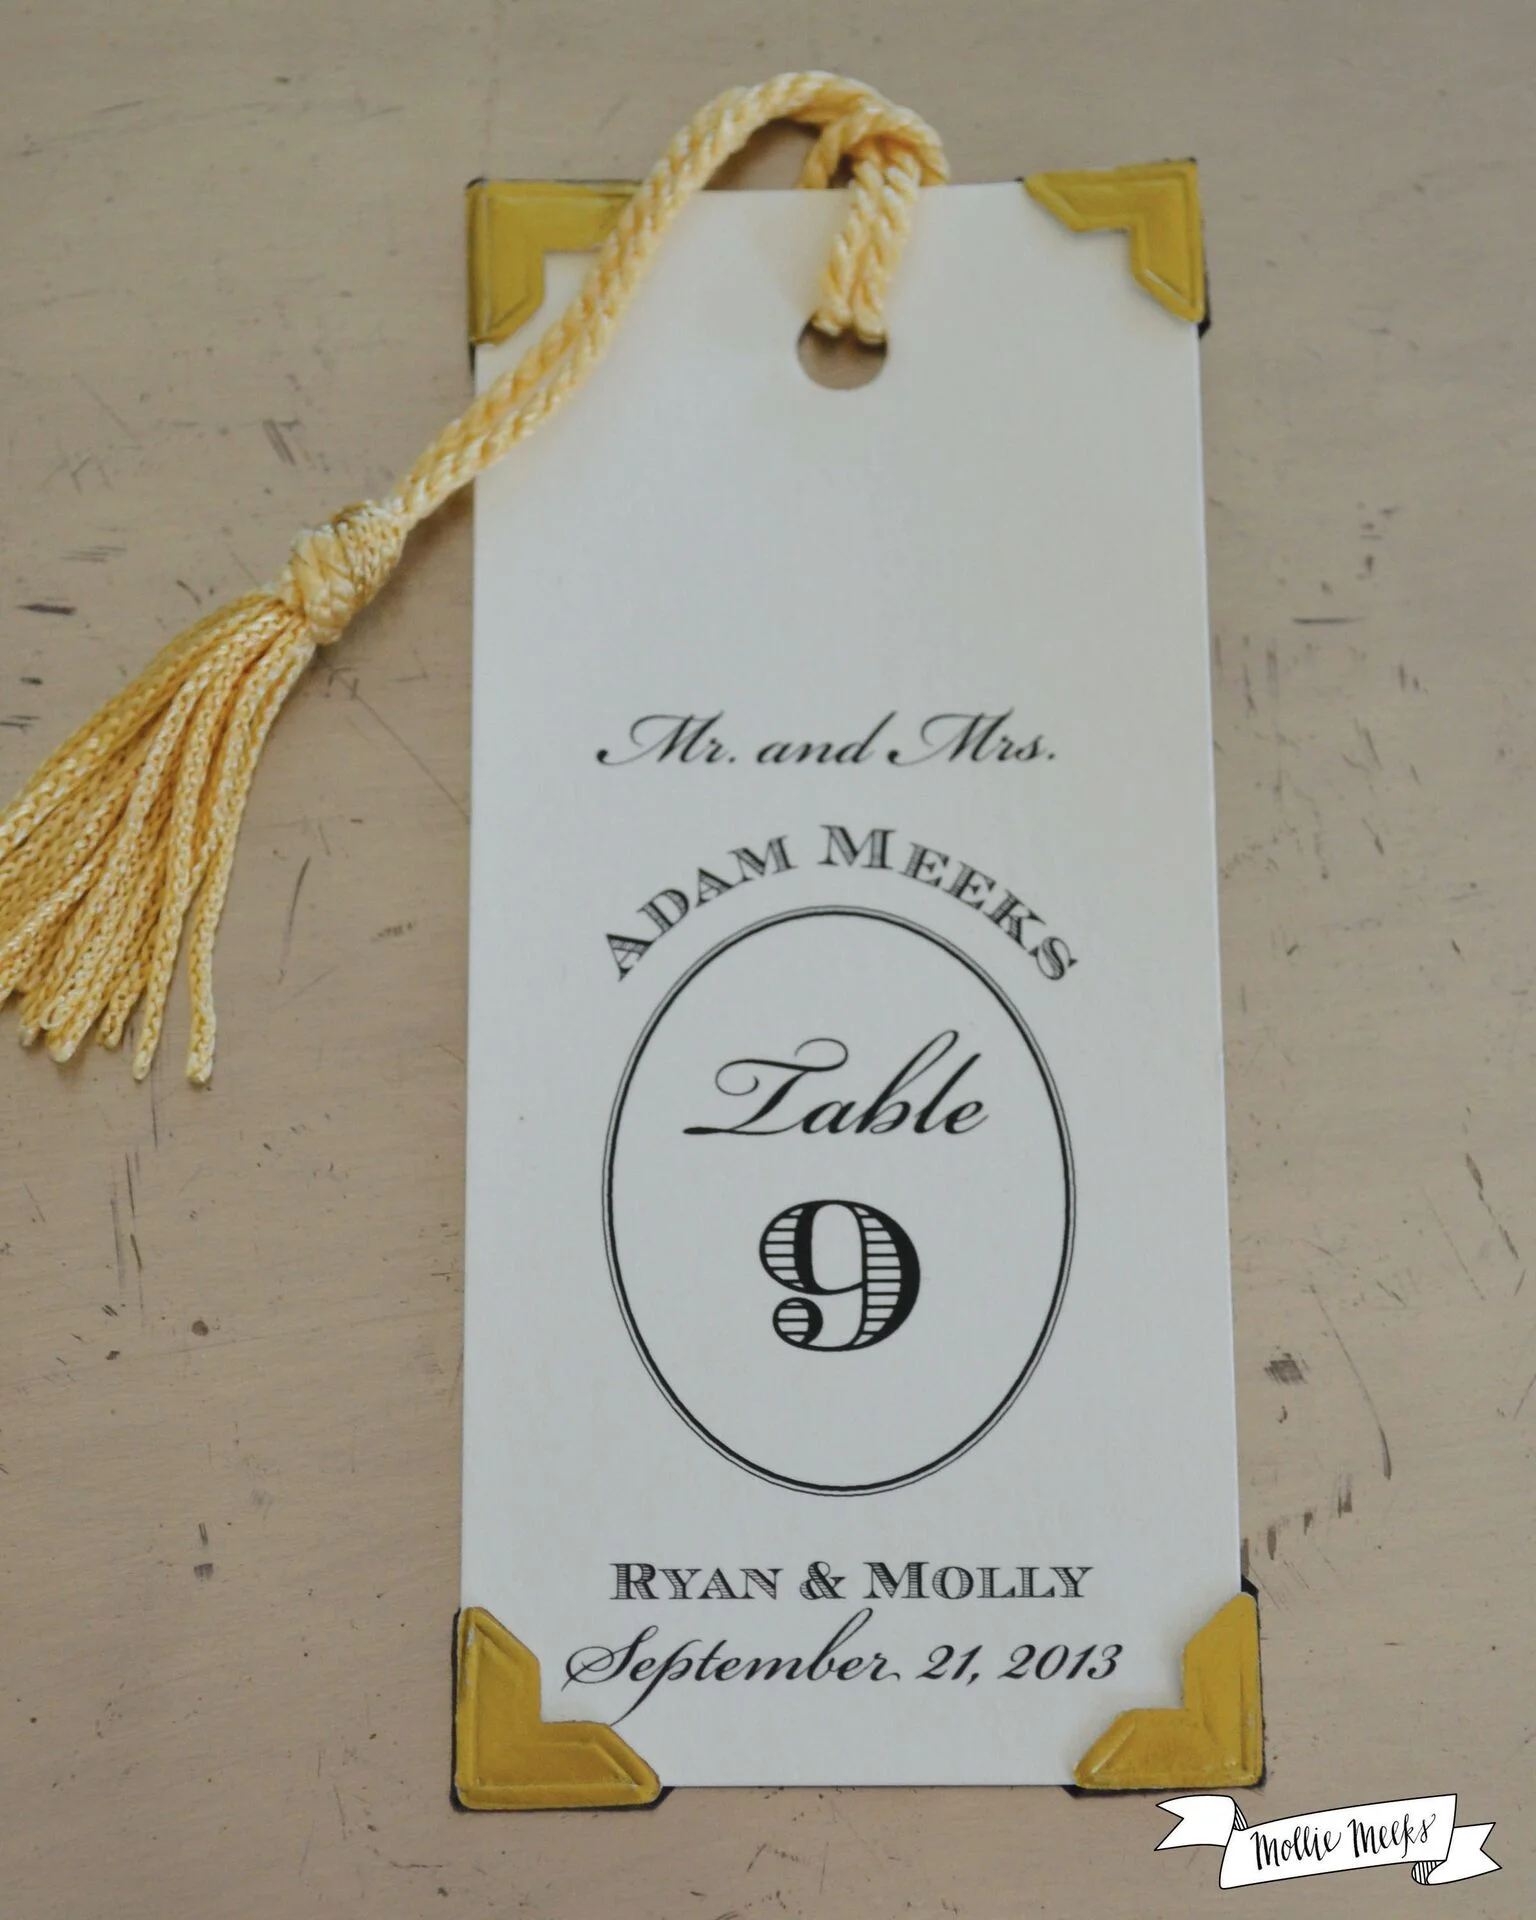 Mr. and Mrs.
ADAM MEEKS
Table
9
RYAN & MOLLY
September 21, 2013
Mollie Meeks